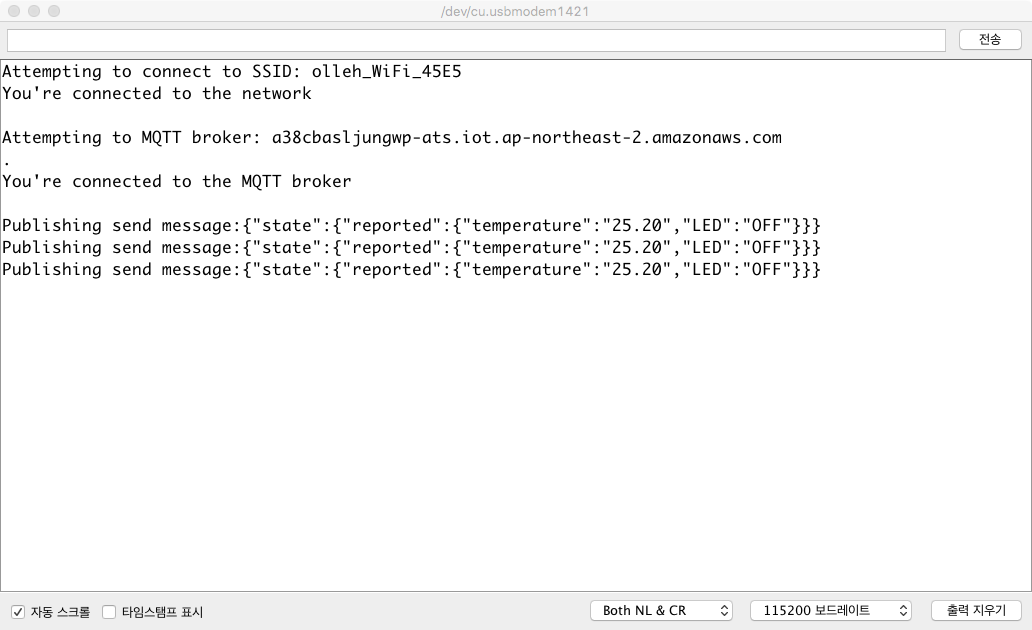 /dev/cu.usbmodem1421
전송
Attempting to connect to SSID: olleh_WiFi_45E5
You're connected to the network
Attempting to MQTT broker: a38cbasljungwp-ats.iot.ap-northeast-2.amazonaws.com
.
You're connected to the MQTT broker
Publishing send message:{"state":{"reported":{"temperature":"25.20","LED":"OFF"}}}
Publishing send message:{"state":{"reported":{"temperature":"25.20","LED":"OFF"}}}
Publishing send message:{"state":{"reported":{"temperature":"25.20","LED":"OFF"}}}
자동 스크롤 타임스탬프 표시 Both NL & CR 115200 보드레이트 출력 지우기